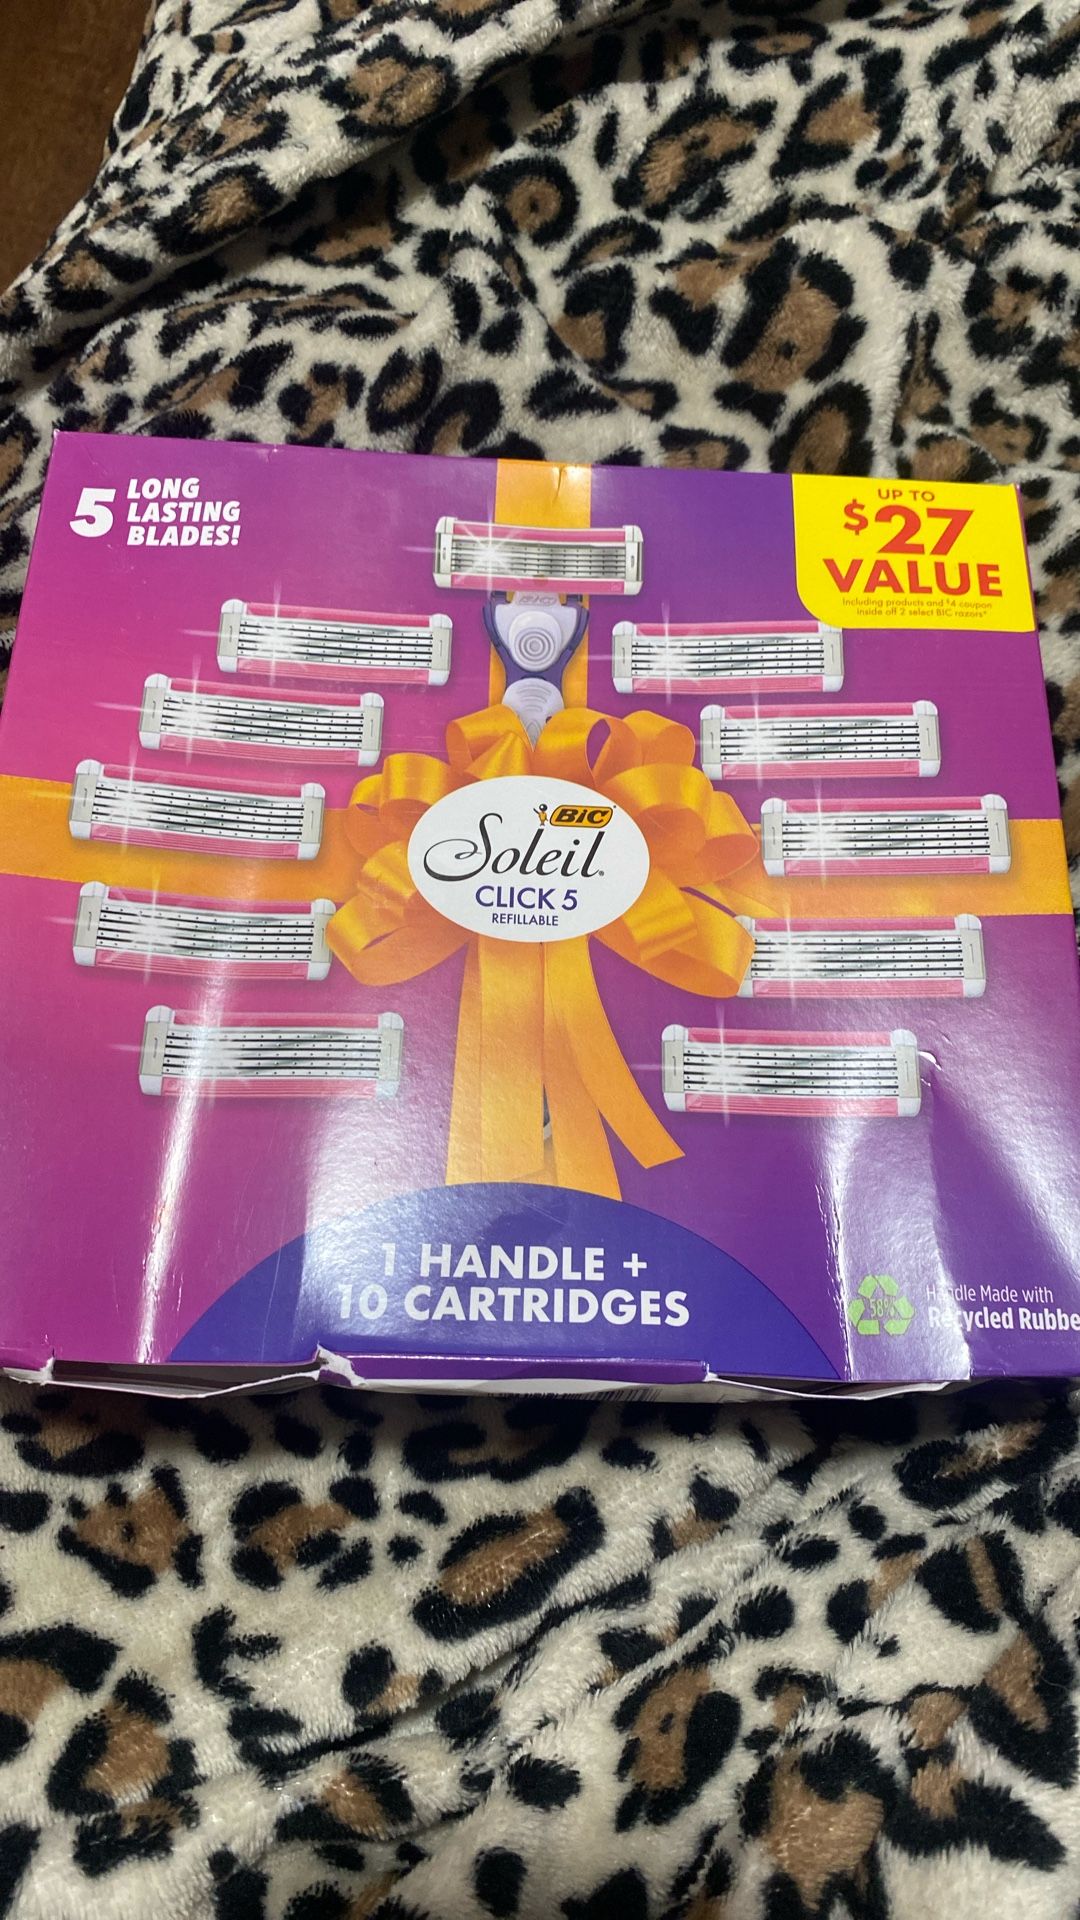 5 LONG
LASTING
BLADES!
UP TO
$27
VALUE
Including products and $4 coupon
inside off 2 select BIC razors*
BIC
BIC®
Soleil®
CLICK 5
REFILLABLE
1 HANDLE +
10 CARTRIDGES
58%
Handle Made with
Recycled Rubbe